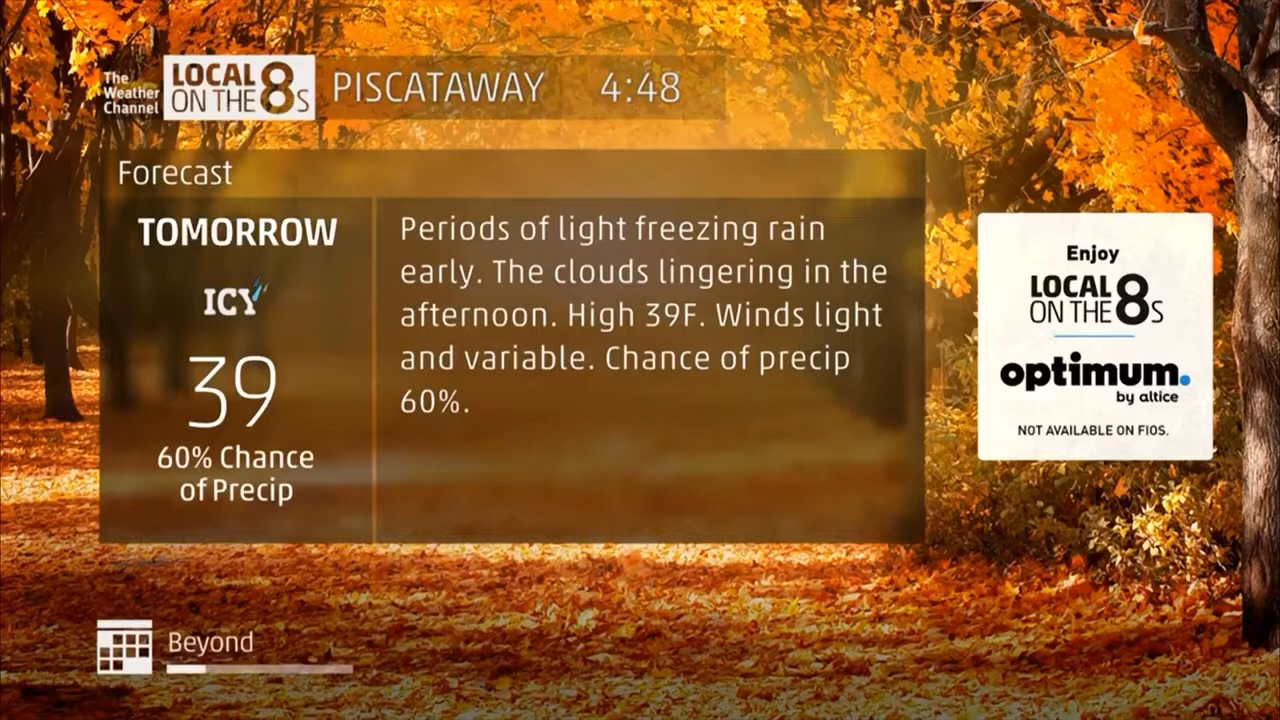 The
Weather
Channel
LOCAL
ON THE 8s
PISCATAWAY 4:48
Forecast
TOMORROW
ICY
39
60% Chance
of Precip
Periods of light freezing rain
early. The clouds lingering in the
afternoon. High 39F. Winds light
and variable. Chance of precip
60%.
Enjoy
LOCAL
ON THE 8s
optimum.
by altice
NOT AVAILABLE ON FIOS.
Beyond